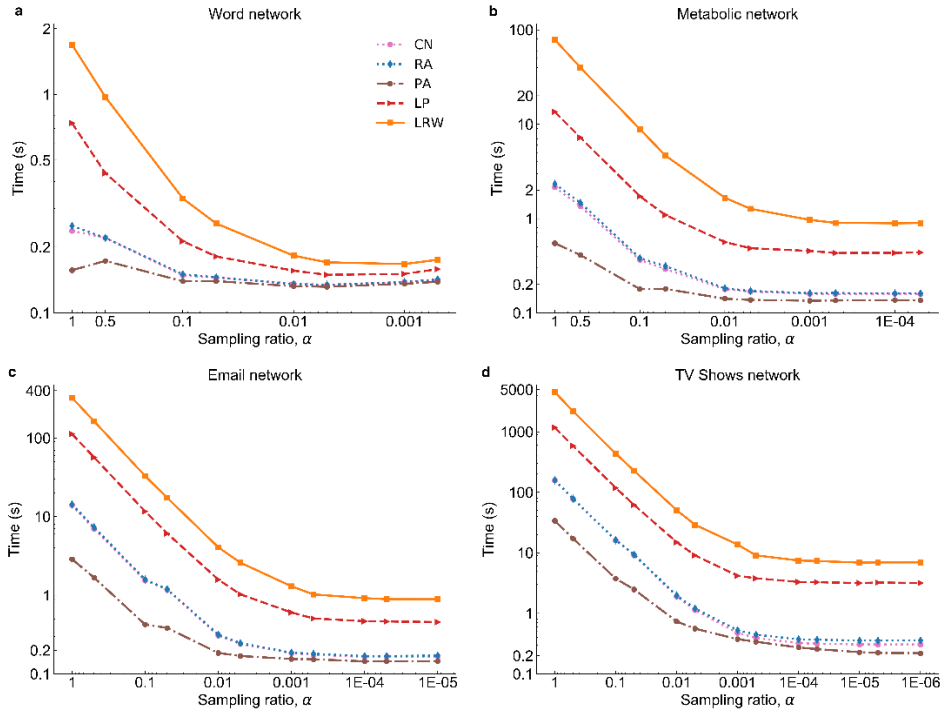 a Word network
2
1
0.5
0.2
0.1
Time (s)
1 0.5 0.1 0.01 0.001
Sampling ratio, α
CN
RA
PA
LP
LRW
b Metabolic network
100
20
10
2
1
0.2
0.1
Time (s)
1 0.5 0.1 0.01 0.001 1E-04
Sampling ratio, α
c Email network
400
100
10
1
0.2
0.1
Time (s)
1 0.1 0.01 0.001 1E-04 1E-05
Sampling ratio, α
d TV Shows network
5000
1000
100
10
1
0.2
0.1
Time (s)
1 0.1 0.01 0.001 1E-04 1E-05 1E-06
Sampling ratio, α